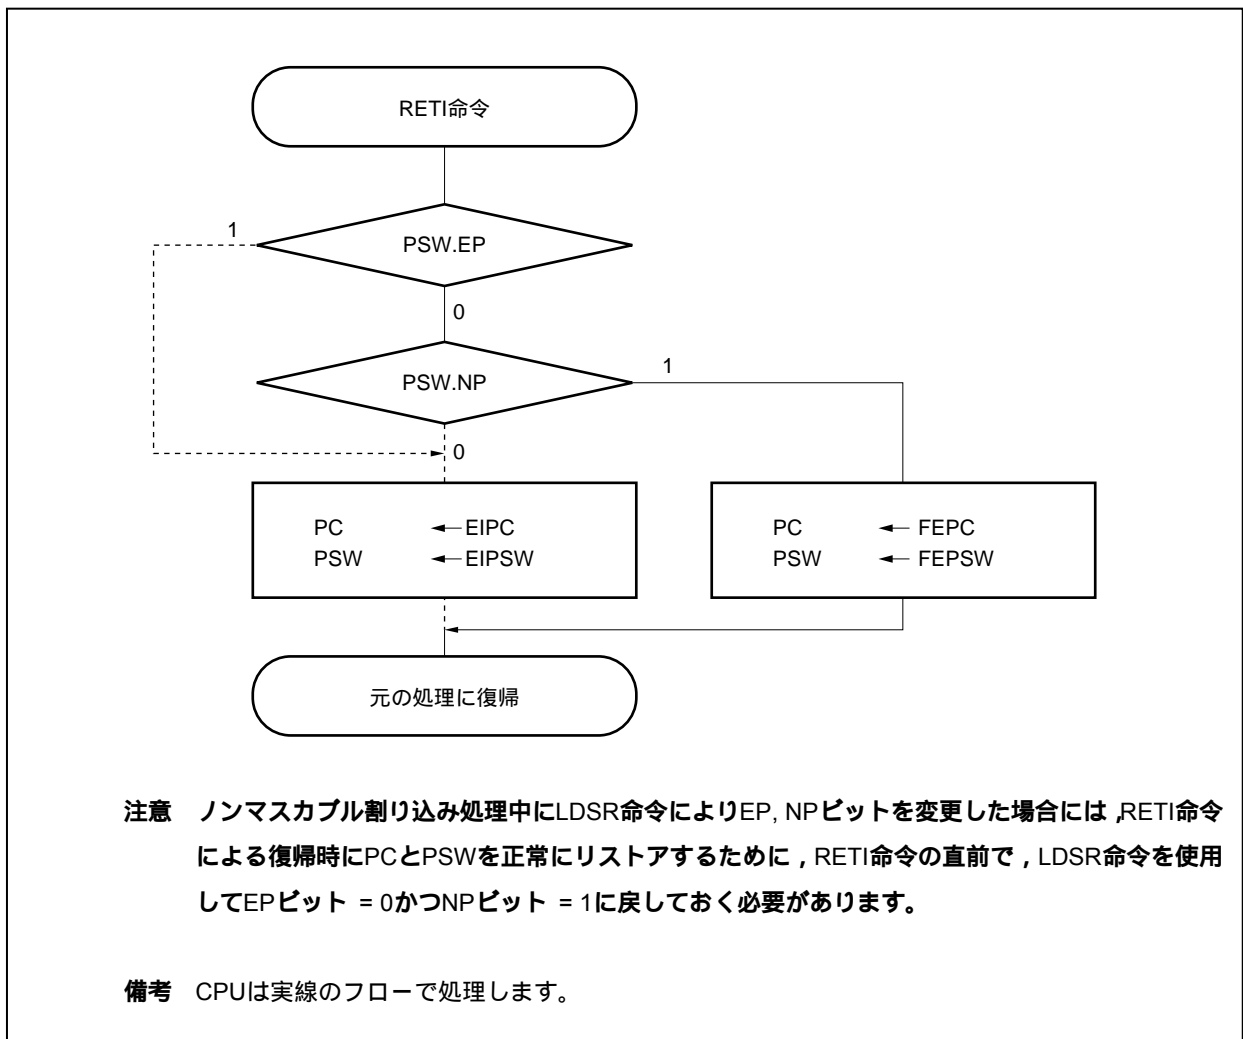 RETI命令
1
PSW.EP
0
PSW.NP
1
0
PC ← EIPC
PSW ← EIPSW
PC ← FEPC
PSW ← FEPSW
元の処理に復帰
注意 ノンマスカブル割り込み処理中にLDSR命令によりEP, NPビットを変更した場合には，RETI命令
による復帰時にPCとPSWを正常にリストアするために，RETI命令の直前で，LDSR命令を使用
してEPビット = 0かつNPビット = 1に戻しておく必要があります。
備考 CPUは実線のフローで処理します。